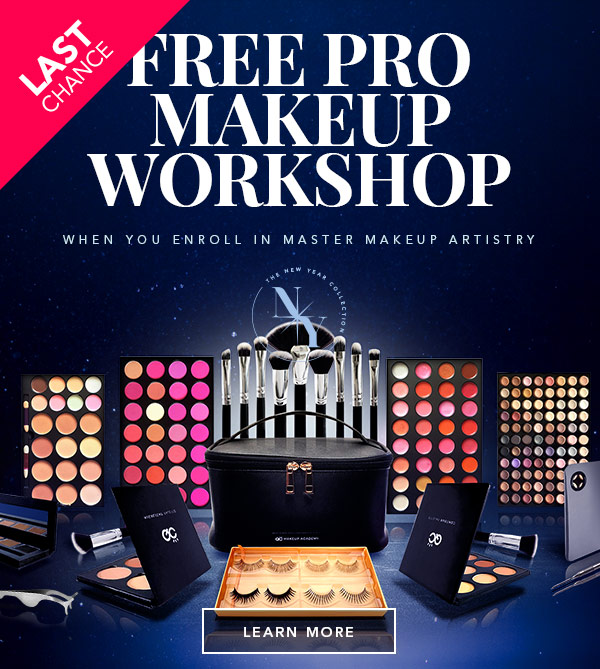 LAST
CHANCE
FREE PRO
MAKEUP
WORKSHOP
WHEN YOU ENROLL IN MASTER MAKEUP ARTISTRY
THE NEW YEAR COLLECTION
NY
MAKEUP ACADEMY
LEARN MORE